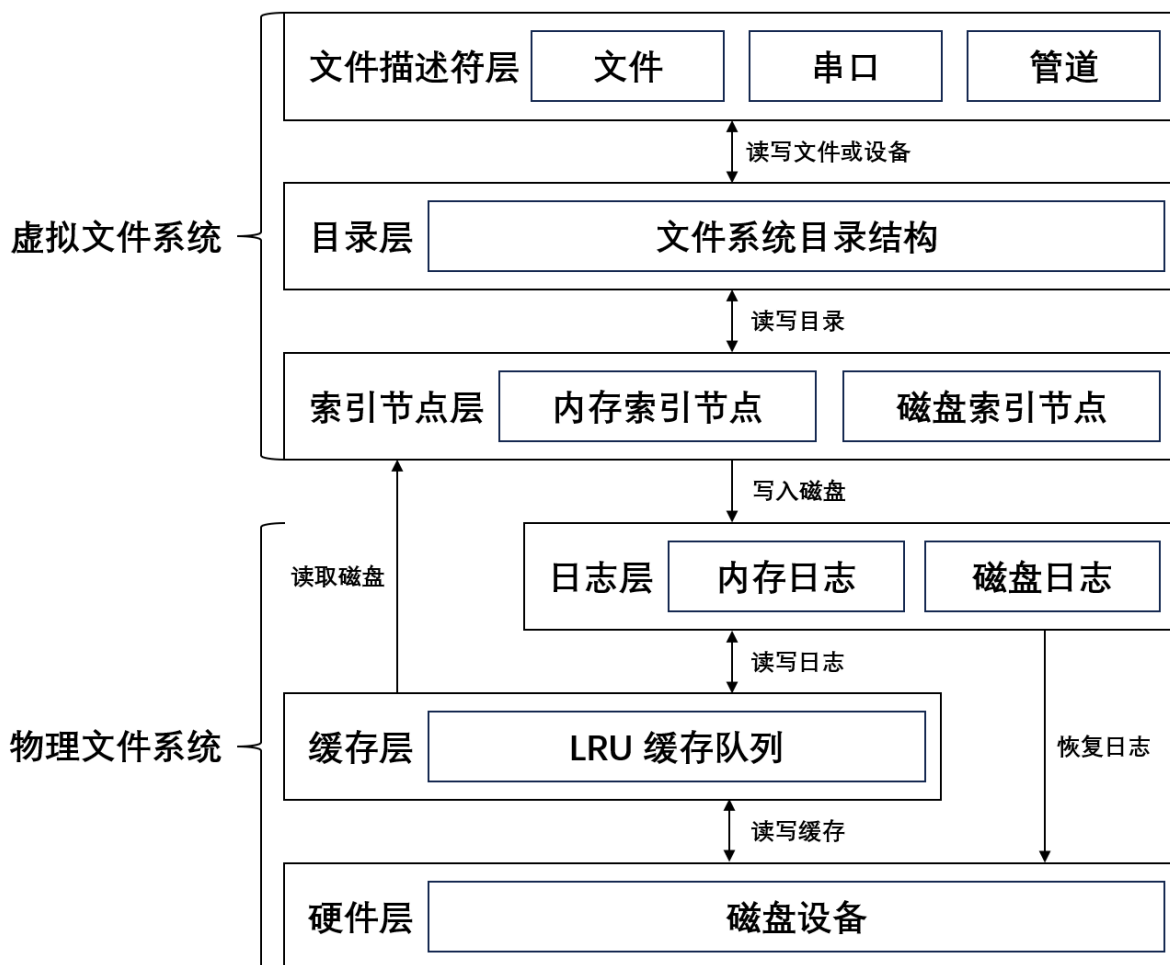 文件描述符层
文件
串口
管道
读写文件或设备
虚拟文件系统
目录层
文件系统目录结构
读写目录
索引节点层
内存索引节点
磁盘索引节点
写入磁盘
读取磁盘
日志层
内存日志
磁盘日志
读写日志
物理文件系统
缓存层
LRU 缓存队列
恢复日志
读写缓存
硬件层
磁盘设备